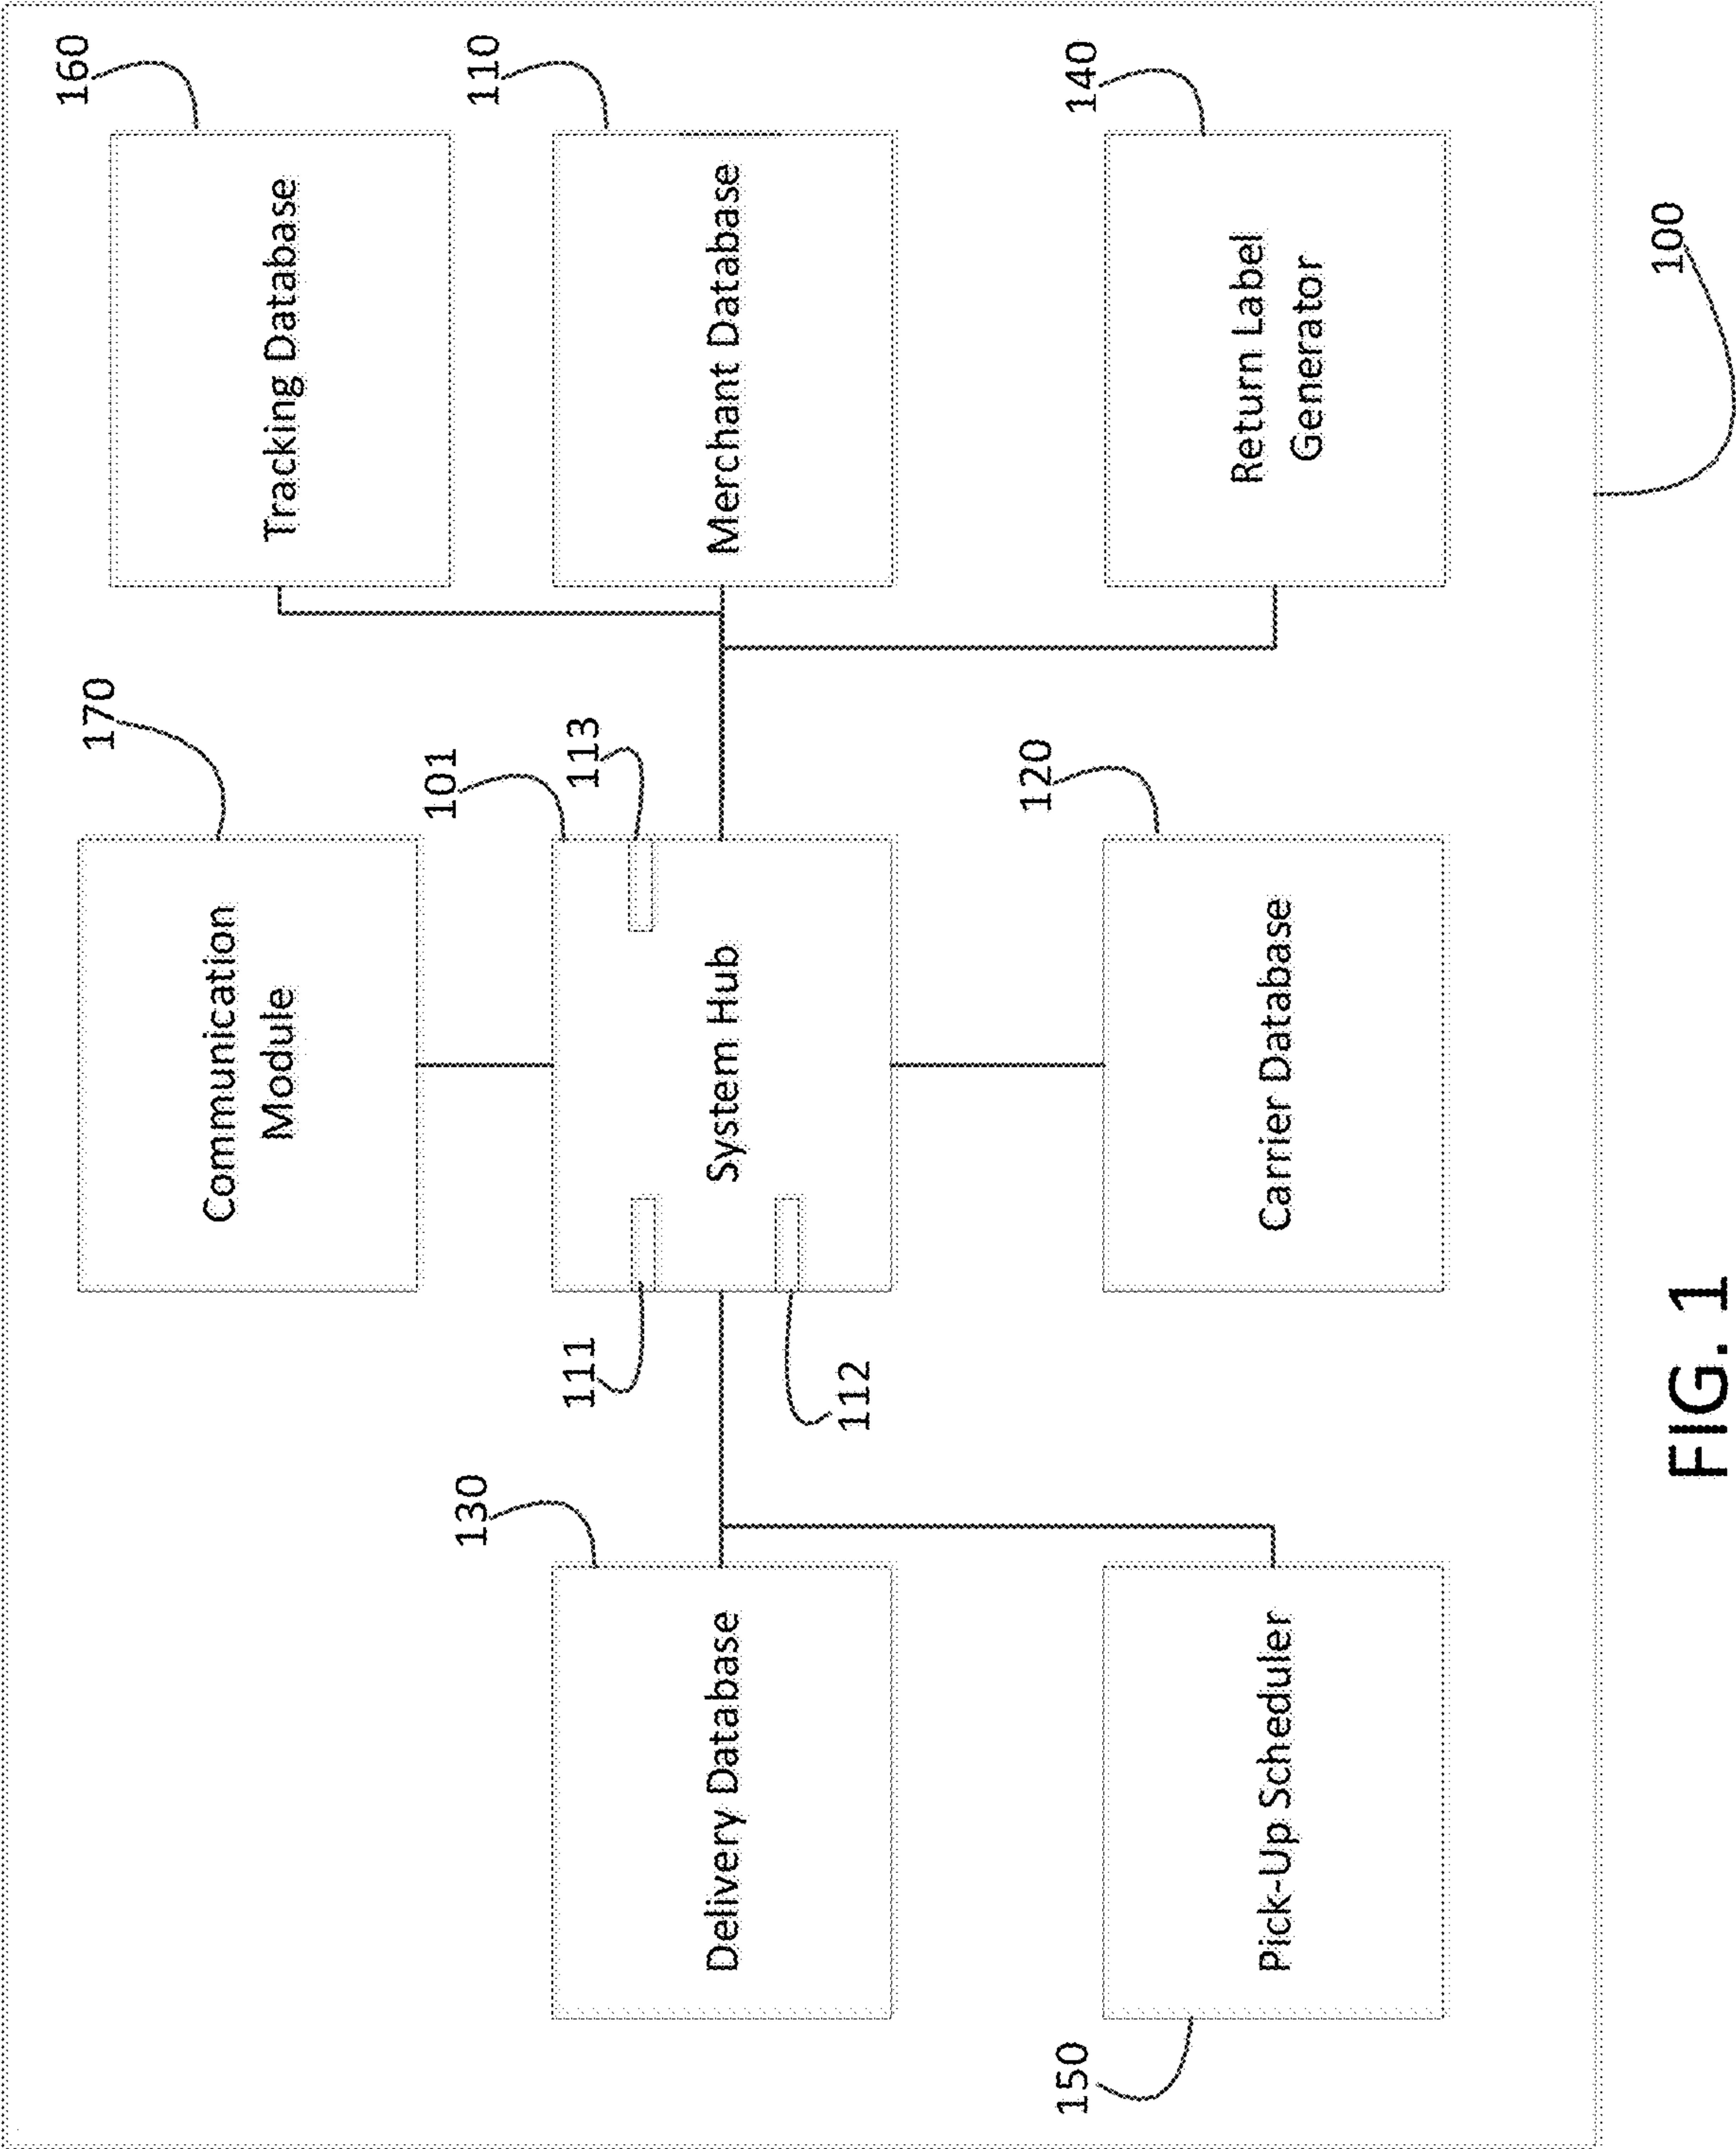 170
Communication
Module
160
Tracking Database
130
Delivery Database
111
112
101
System Hub
113
110
Merchant Database
150
Pick-Up Scheduler
120
Carrier Database
140
Return Label
Generator
100
FIG. 1